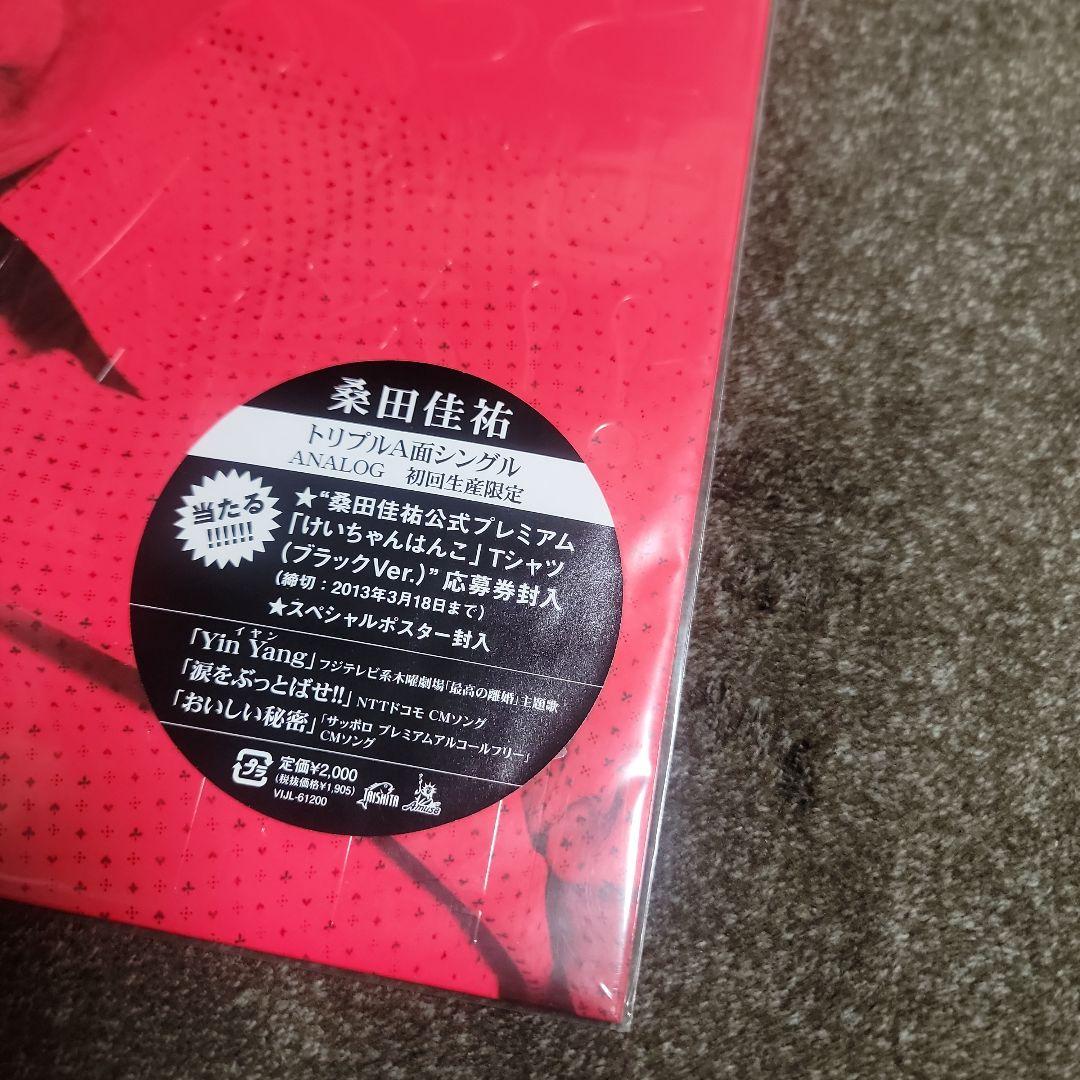 桑田佳祐
トリプルA面シングル
ANALOG 初回生産限定
当たる
!!!!!!
★“桑田佳祐公式プレミアム
「けいちゃんはんこ」Tシャツ
(ブラックVer.)”応募券封入
(締切：2013年3月18日まで)
★スペシャルポスター封入
イヤン
「Yin Yang」フジテレビ系木曜劇場「最高の離婚」主題歌
「涙をぶっとばせ!!」NTTドコモ CMソング
「おいしい秘密」「サッポロ プレミアムアルコールフリー」
CMソング
プラ
定価¥2,000
(税抜価格¥1,905)
VIJL-61200
TAISHITA
Amuse